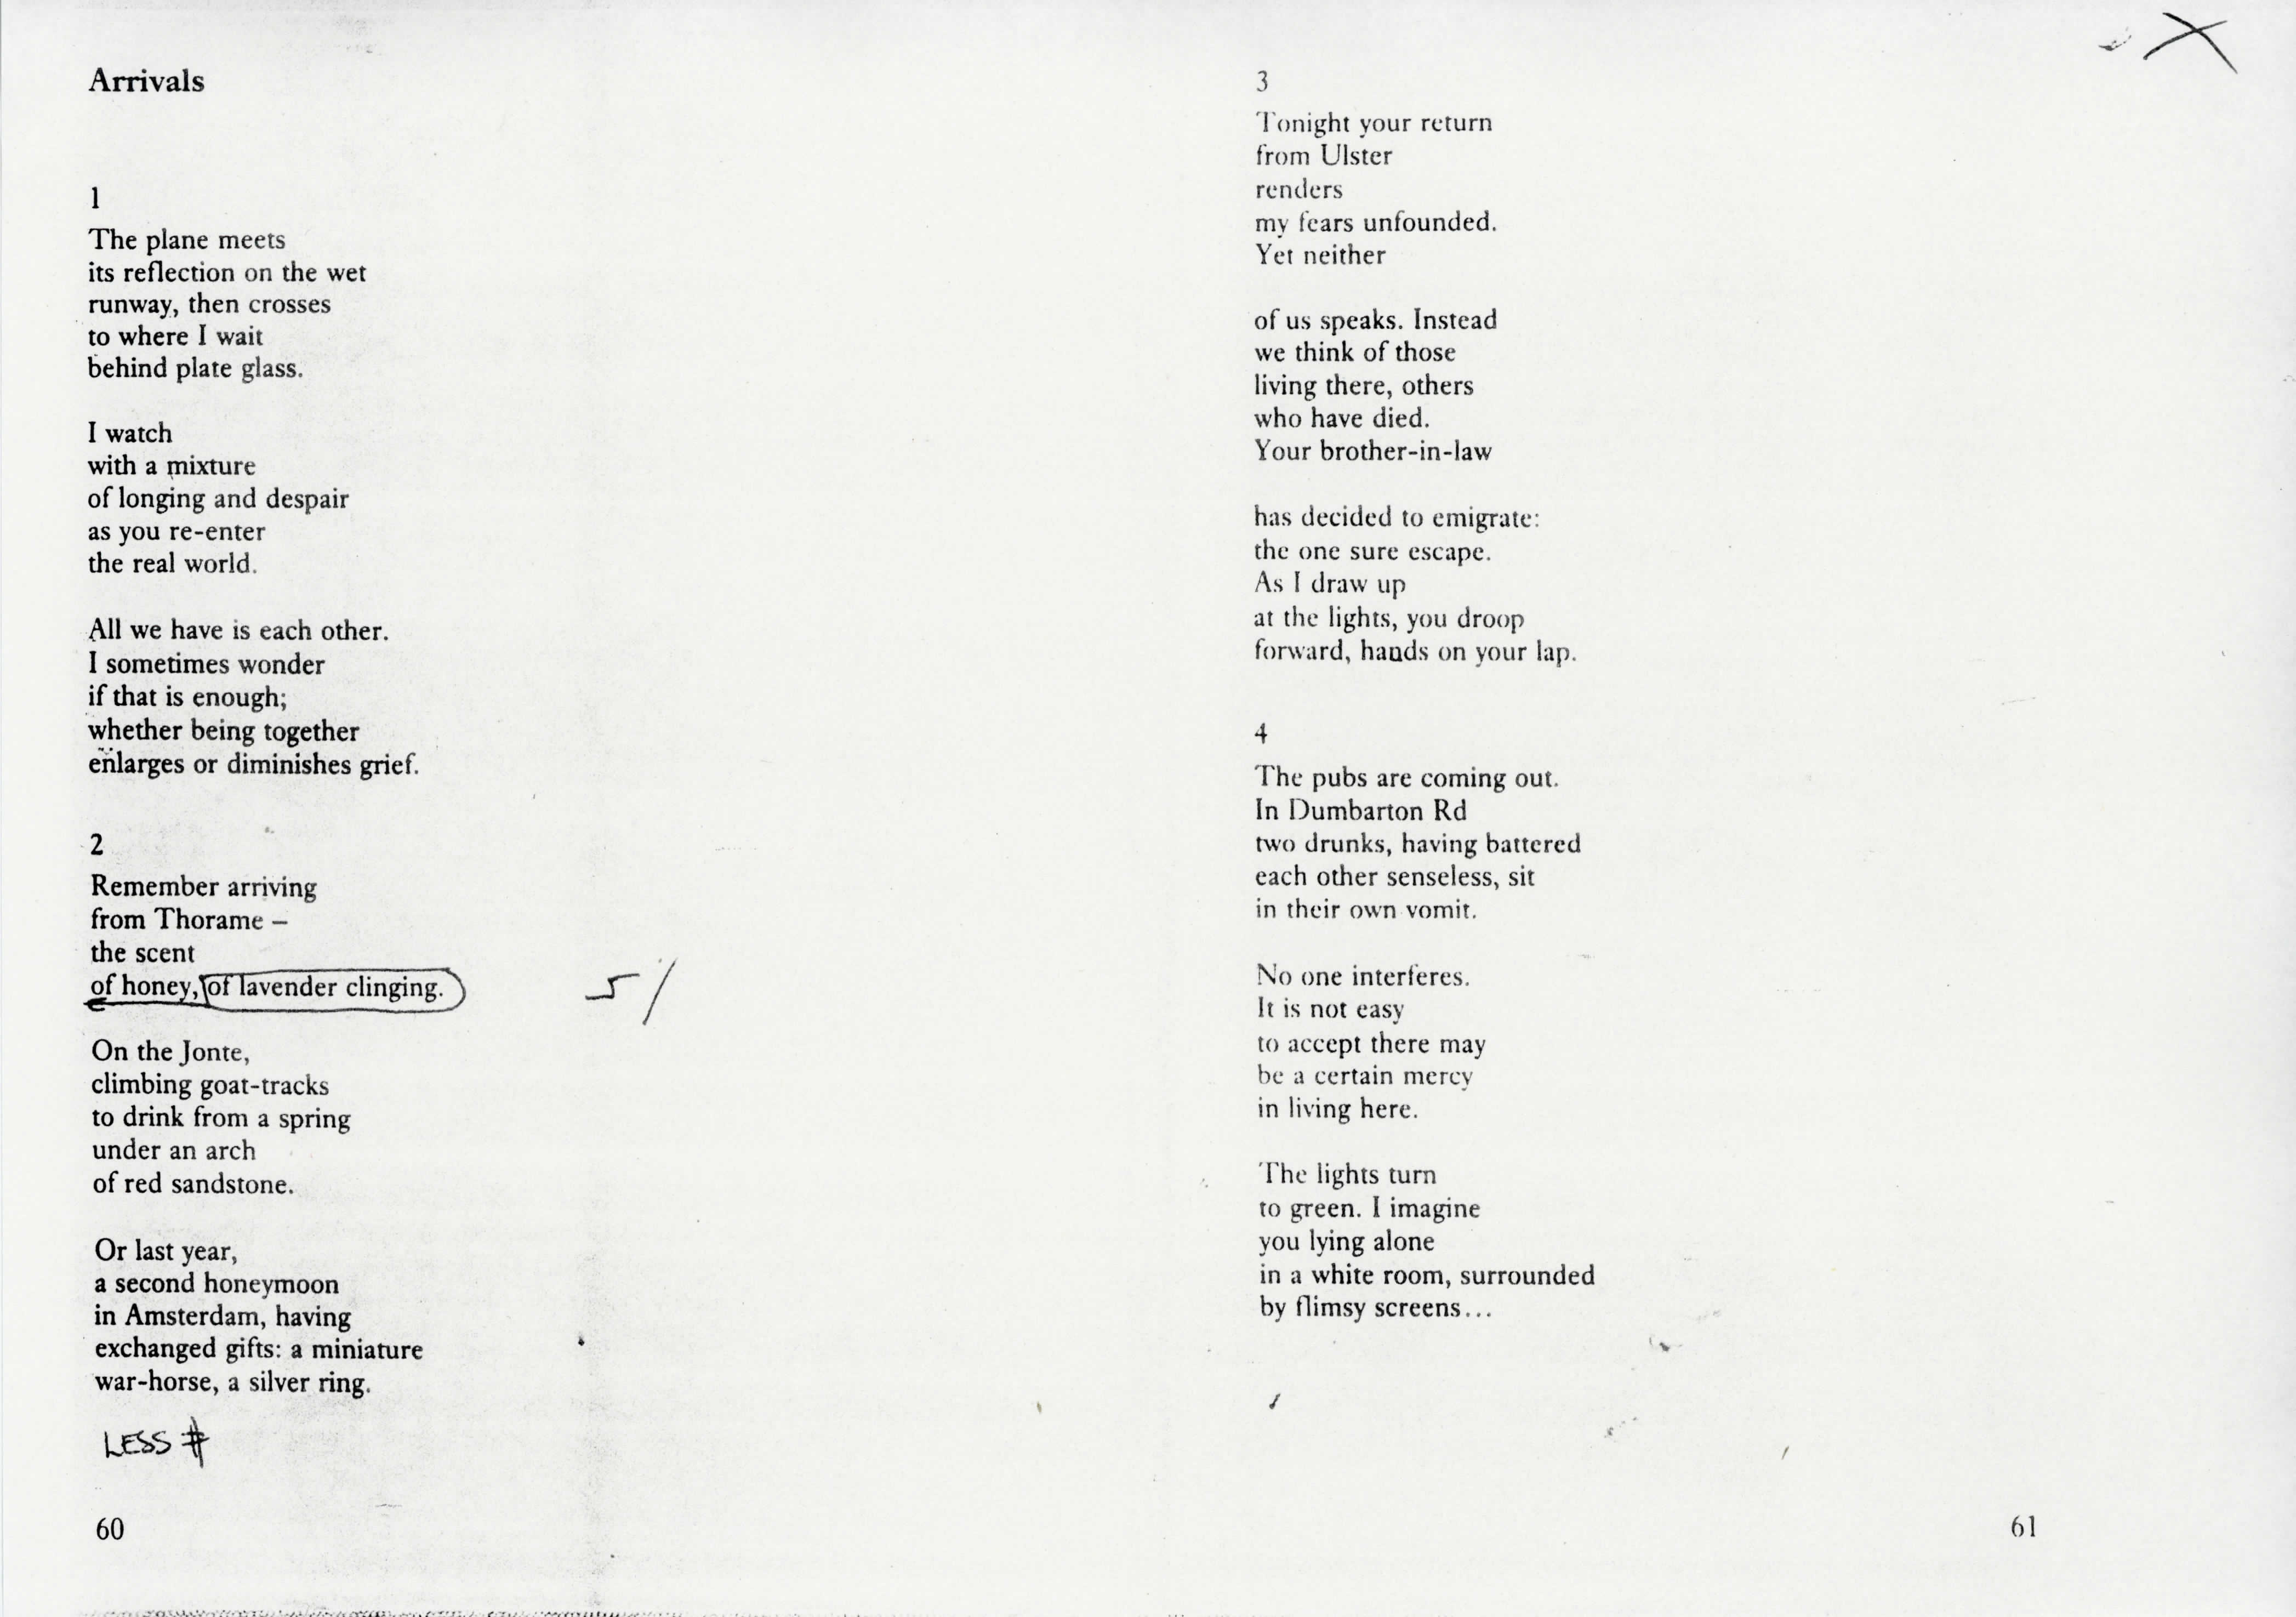 Arrivals
1
The plane meets
its reflection on the wet
runway, then crosses
to where I wait
behind plate glass.
I watch
with a mixture
of longing and despair
as you re-enter
the real world.
All we have is each other.
I sometimes wonder
if that is enough;
whether being together
enlarges or diminishes grief.
2
Remember arriving
from Thorame –
the scent
of honey, of lavender clinging.
On the Jonte,
climbing goat-tracks
to drink from a spring
under an arch
of red sandstone.
Or last year,
a second honeymoon
in Amsterdam, having
exchanged gifts: a miniature
war-horse, a silver ring.
LESS #
60
3
Tonight your return
from Ulster
renders
my fears unfounded.
Yet neither
of us speaks. Instead
we think of those
living there, others
who have died.
Your brother-in-law
has decided to emigrate:
the one sure escape.
As I draw up
at the lights, you droop
forward, hands on your lap.
4
The pubs are coming out.
In Dumbarton Rd
two drunks, having battered
each other senseless, sit
in their own vomit.
No one interferes.
It is not easy
to accept there may
be a certain mercy
in living here.
The lights turn
to green. I imagine
you lying alone
in a white room, surrounded
by flimsy screens...
61